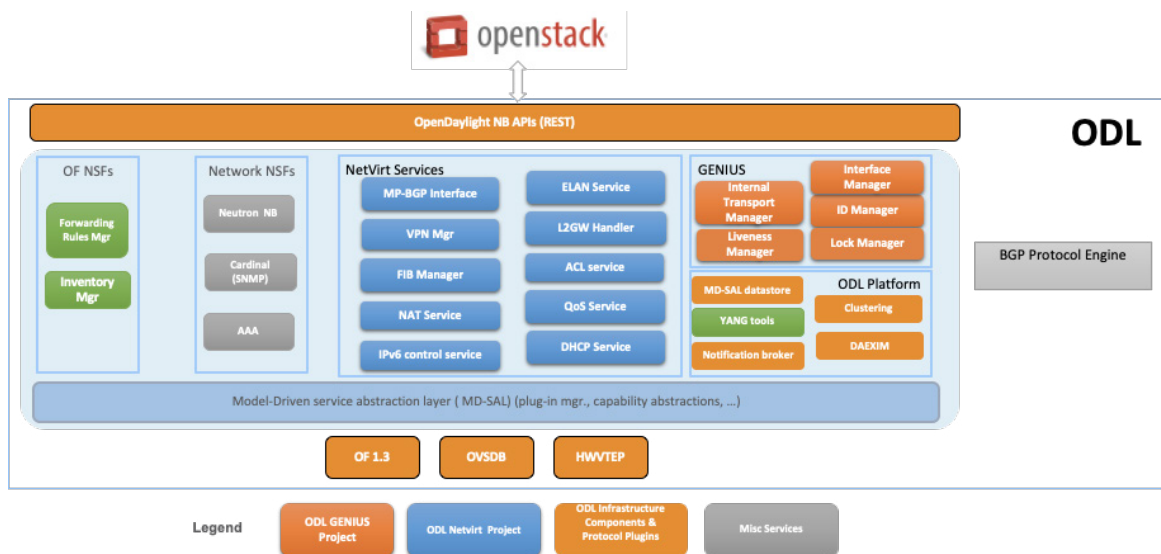 openstack
OpenDaylight NB APIs (REST)
ODL
OF NSFs
Forwarding
Rules Mgr
Inventory
Mgr
Network NSFs
Neutron NB
Cardinal
(SNMP)
AAA
NetVirt Services
MP-BGP Interface
VPN Mgr
FIB Manager
NAT Service
IPv6 control service
ELAN Service
L2GW Handler
ACL service
QoS Service
DHCP Service
GENIUS
Internal
Transport
Manager
Liveness
Manager
Interface
Manager
ID Manager
Lock Manager
ODL Platform
MD-SAL datastore
YANG tools
Notification broker
Clustering
DAEXIM
BGP Protocol Engine
Model-Driven service abstraction layer ( MD-SAL) (plug-in mgr., capability abstractions, ...)
OF 1.3
OVSDB
HWVTEP
Legend
ODL GENIUS
Project
ODL Netvirt Project
ODL Infrastructure
Components &
Protocol Plugins
Misc Services